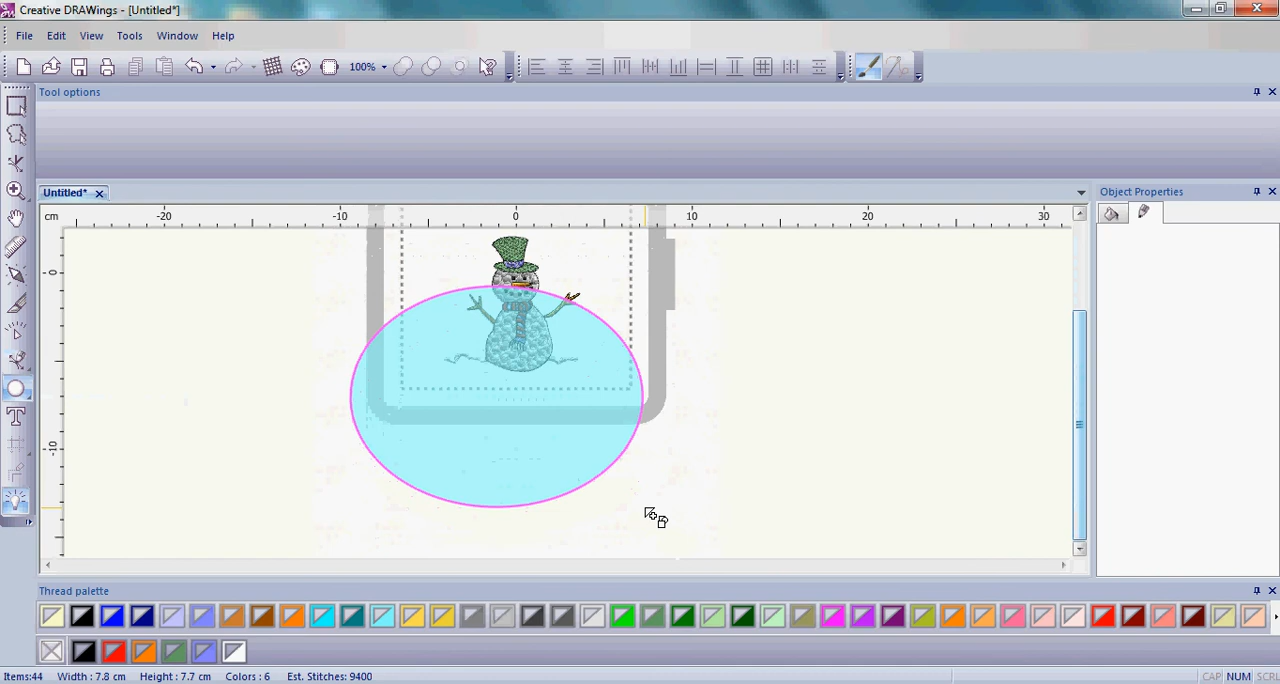 Creative DRAWings - [Untitled*]
File Edit View Tools Window Help
100%
Tool options
Untitled*
Object Properties
cm -20 -10 0 10 20 30
0
-10
Thread palette
Items:44 Width : 7.8 cm Height : 7.7 cm Colors : 6 Est. Stitches: 9400 CAP NUM SCRL